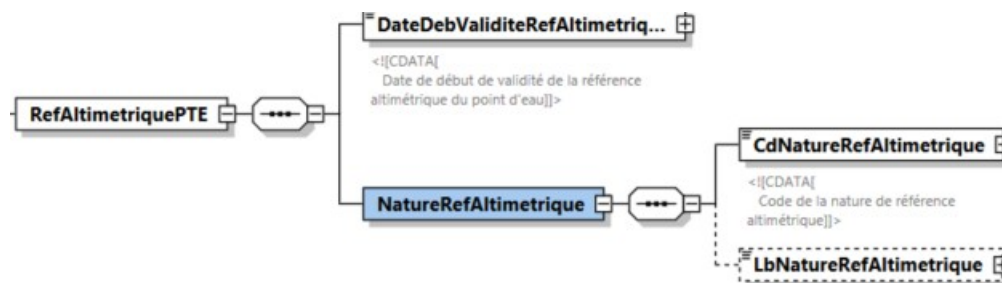 DateDebValiditeRefAltimetriq...
<![CDATA[
Date de début de validité de la référence
altimétrique du point d'eau]]>
RefAltimetriquePTE
CdNatureRefAltimetrique
<![CDATA[
Code de la nature de référence
altimétrique]]>
NatureRefAltimetrique
LbNatureRefAltimetrique